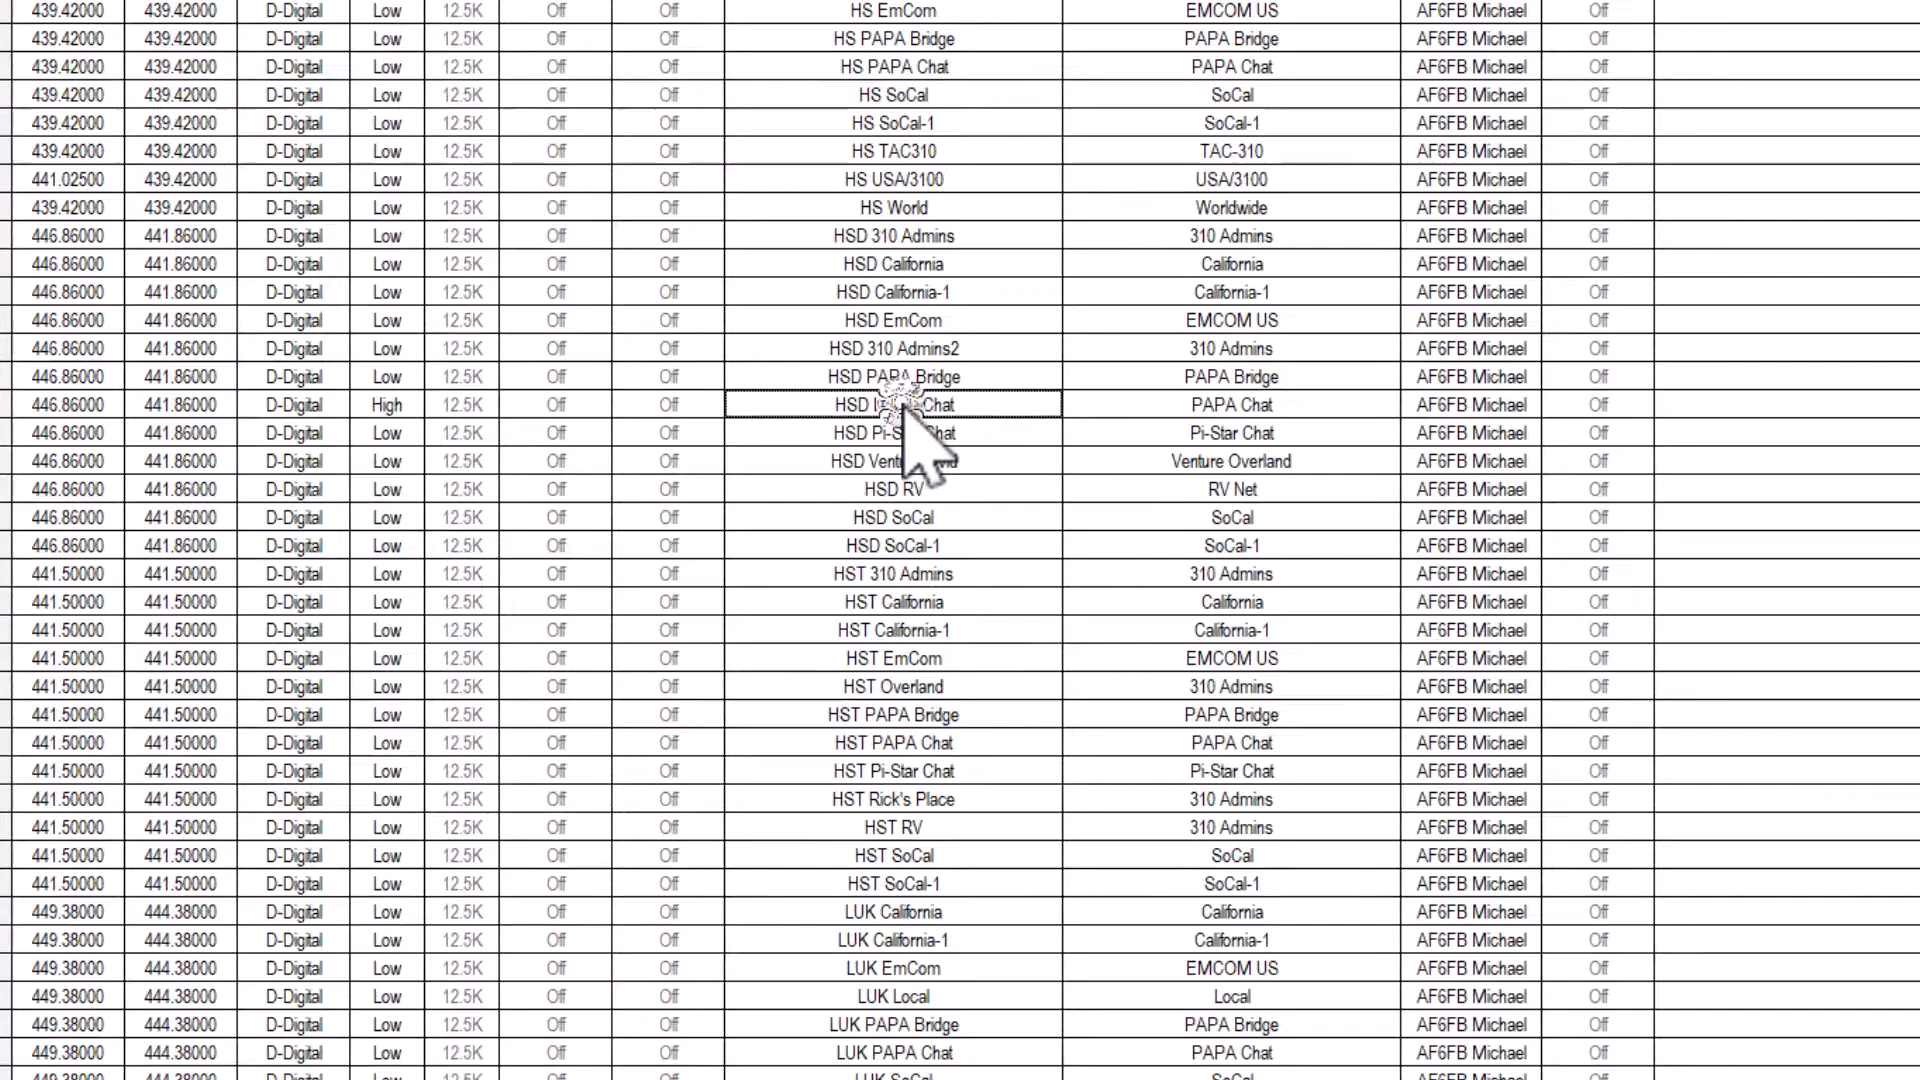 439.42000 439.42000 D-Digital Low 12.5K Off Off HS EmCom EMCOM US AF6FB Michael Off
439.42000 439.42000 D-Digital Low 12.5K Off Off HS PAPA Bridge PAPA Bridge AF6FB Michael Off
439.42000 439.42000 D-Digital Low 12.5K Off Off HS PAPA Chat PAPA Chat AF6FB Michael Off
439.42000 439.42000 D-Digital Low 12.5K Off Off HS SoCal SoCal AF6FB Michael Off
439.42000 439.42000 D-Digital Low 12.5K Off Off HS SoCal-1 SoCal-1 AF6FB Michael Off
439.42000 439.42000 D-Digital Low 12.5K Off Off HS TAC310 TAC-310 AF6FB Michael Off
441.02500 439.42000 D-Digital Low 12.5K Off Off HS USA/3100 USA/3100 AF6FB Michael Off
439.42000 439.42000 D-Digital Low 12.5K Off Off HS World Worldwide AF6FB Michael Off
446.86000 441.86000 D-Digital Low 12.5K Off Off HSD 310 Admins 310 Admins AF6FB Michael Off
446.86000 441.86000 D-Digital Low 12.5K Off Off HSD California California AF6FB Michael Off
446.86000 441.86000 D-Digital Low 12.5K Off Off HSD California-1 California-1 AF6FB Michael Off
446.86000 441.86000 D-Digital Low 12.5K Off Off HSD EmCom EMCOM US AF6FB Michael Off
446.86000 441.86000 D-Digital Low 12.5K Off Off HSD 310 Admins2 310 Admins AF6FB Michael Off
446.86000 441.86000 D-Digital Low 12.5K Off Off HSD PAPA Bridge PAPA Bridge AF6FB Michael Off
446.86000 441.86000 D-Digital High 12.5K Off Off HSD Chat PAPA Chat AF6FB Michael Off
446.86000 441.86000 D-Digital Low 12.5K Off Off HSD Pi-Star Chat Pi-Star Chat AF6FB Michael Off
446.86000 441.86000 D-Digital Low 12.5K Off Off HSD Venture Overland AF6FB Michael Off
446.86000 441.86000 D-Digital Low 12.5K Off Off HSD RV RV Net AF6FB Michael Off
446.86000 441.86000 D-Digital Low 12.5K Off Off HSD SoCal SoCal AF6FB Michael Off
446.86000 441.86000 D-Digital Low 12.5K Off Off HSD SoCal-1 SoCal-1 AF6FB Michael Off
441.50000 441.50000 D-Digital Low 12.5K Off Off HST 310 Admins 310 Admins AF6FB Michael Off
441.50000 441.50000 D-Digital Low 12.5K Off Off HST California California AF6FB Michael Off
441.50000 441.50000 D-Digital Low 12.5K Off Off HST California-1 California-1 AF6FB Michael Off
441.50000 441.50000 D-Digital Low 12.5K Off Off HST EmCom EMCOM US AF6FB Michael Off
441.50000 441.50000 D-Digital Low 12.5K Off Off HST Overland 310 Admins AF6FB Michael Off
441.50000 441.50000 D-Digital Low 12.5K Off Off HST PAPA Bridge PAPA Bridge AF6FB Michael Off
441.50000 441.50000 D-Digital Low 12.5K Off Off HST PAPA Chat PAPA Chat AF6FB Michael Off
441.50000 441.50000 D-Digital Low 12.5K Off Off HST Pi-Star Chat Pi-Star Chat AF6FB Michael Off
441.50000 441.50000 D-Digital Low 12.5K Off Off HST Rick's Place 310 Admins AF6FB Michael Off
441.50000 441.50000 D-Digital Low 12.5K Off Off HST RV 310 Admins AF6FB Michael Off
441.50000 441.50000 D-Digital Low 12.5K Off Off HST SoCal SoCal AF6FB Michael Off
441.50000 441.50000 D-Digital Low 12.5K Off Off HST SoCal-1 SoCal-1 AF6FB Michael Off
449.38000 444.38000 D-Digital Low 12.5K Off Off LUK California California AF6FB Michael Off
449.38000 444.38000 D-Digital Low 12.5K Off Off LUK California-1 California-1 AF6FB Michael Off
449.38000 444.38000 D-Digital Low 12.5K Off Off LUK EmCom EMCOM US AF6FB Michael Off
449.38000 444.38000 D-Digital Low 12.5K Off Off LUK Local Local AF6FB Michael Off
449.38000 444.38000 D-Digital Low 12.5K Off Off LUK PAPA Bridge PAPA Bridge AF6FB Michael Off
449.38000 444.38000 D-Digital Low 12.5K Off Off LUK PAPA Chat PAPA Chat AF6FB Michael Off